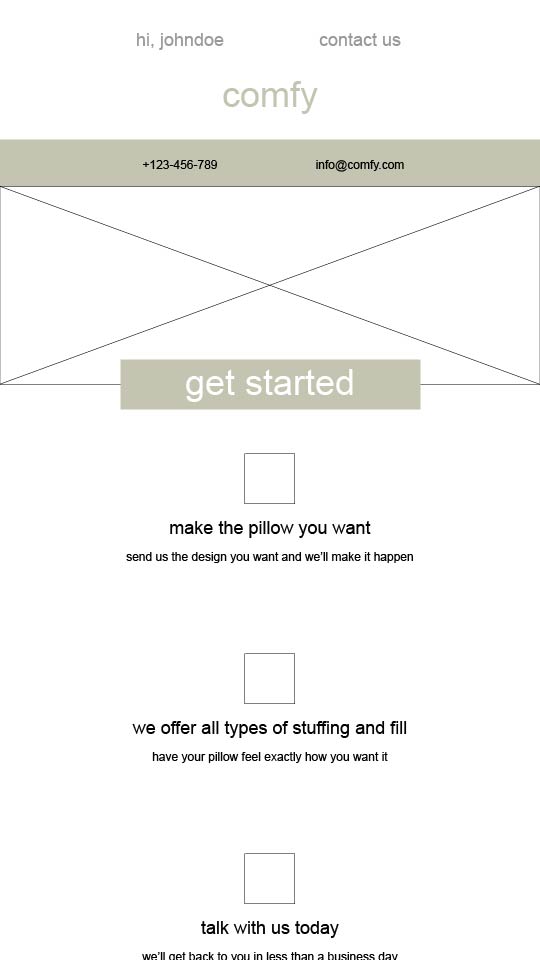 hi, johndoe contact us
comfy
+123-456-789 info@comfy.com
get started
make the pillow you want
send us the design you want and we'll make it happen
we offer all types of stuffing and fill
have your pillow feel exactly how you want it
talk with us today
we'll get back to you in less than a business day